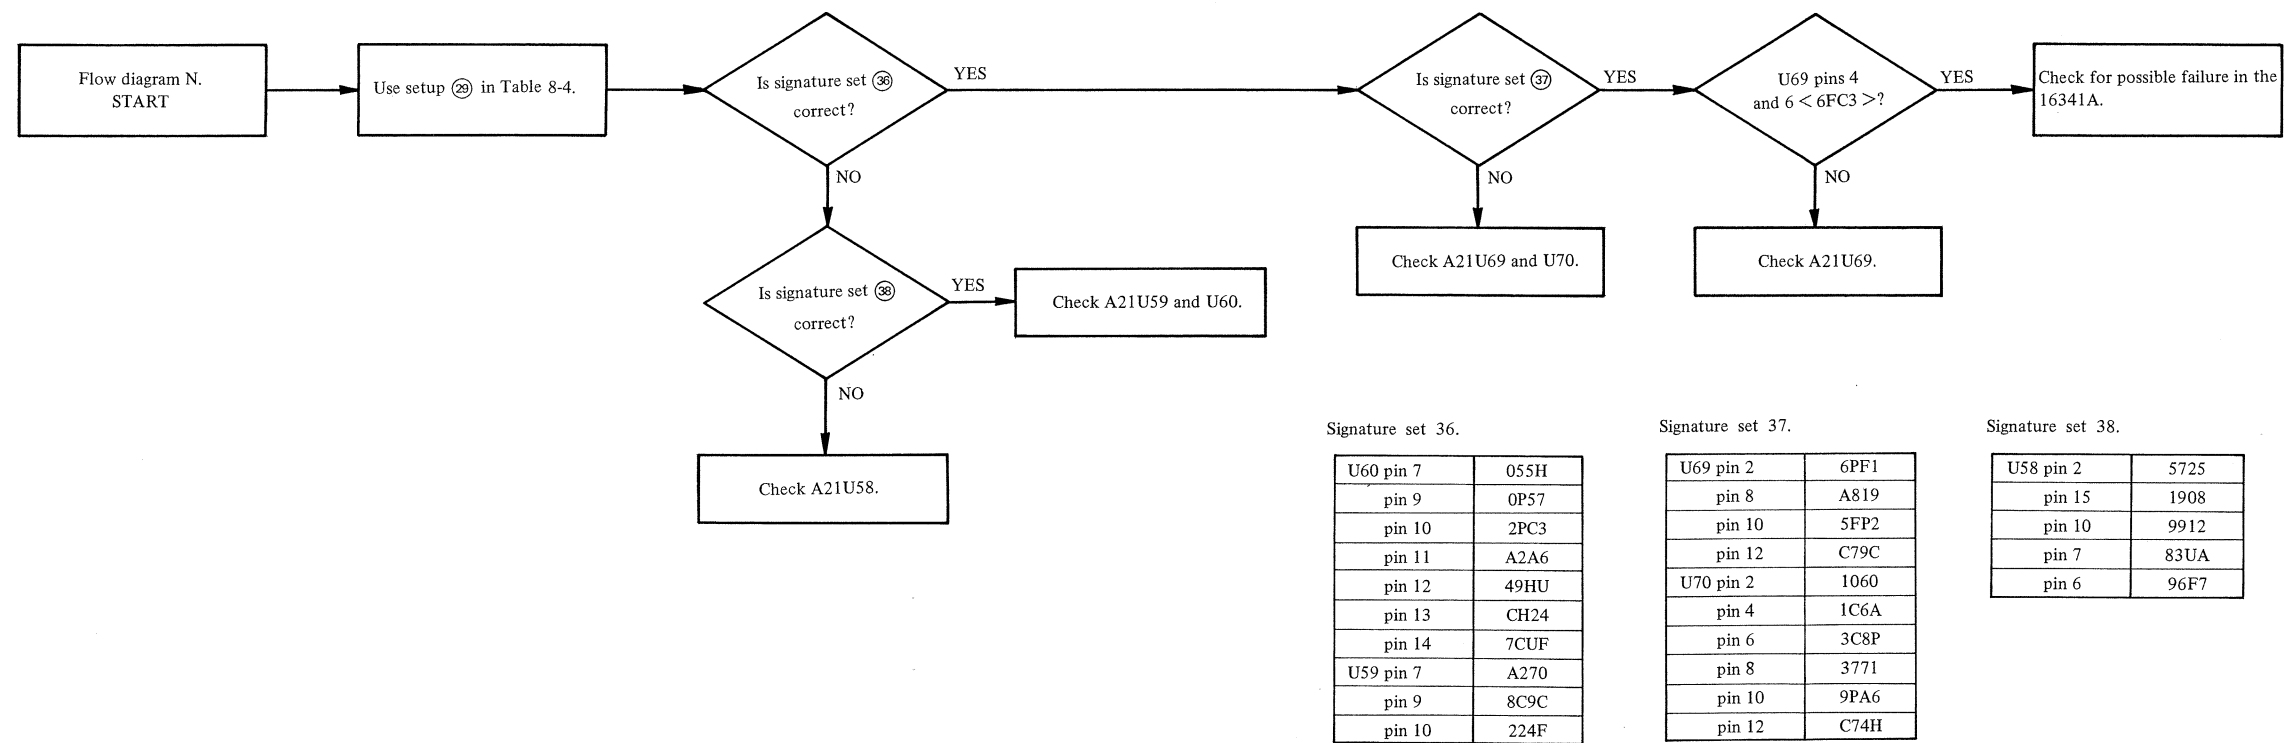 Flow diagram N.
START
Use setup ㉙ in Table 8-4.
Is signature set ㊱
correct?
YES
NO
Is signature set ㊳
correct?
YES
Check A21U59 and U60.
NO
Check A21U58.
Is signature set ㊲
correct?
YES
NO
Check A21U69 and U70.
U69 pins 4
and 6 < 6FC3 >?
YES
NO
Check A21U69.
Check for possible failure in the
16341A.
Signature set 36.
U60 pin 7 055H
pin 9 0P57
pin 10 2PC3
pin 11 A2A6
pin 12 49HU
pin 13 CH24
pin 14 7CUF
U59 pin 7 A270
pin 9 8C9C
pin 10 224F
Signature set 37.
U69 pin 2 6PF1
pin 8 A819
pin 10 5FP2
pin 12 C79C
U70 pin 2 1060
pin 4 1C6A
pin 6 3C8P
pin 8 3771
pin 10 9PA6
pin 12 C74H
Signature set 38.
U58 pin 2 5725
pin 15 1908
pin 10 9912
pin 7 83UA
pin 6 96F7